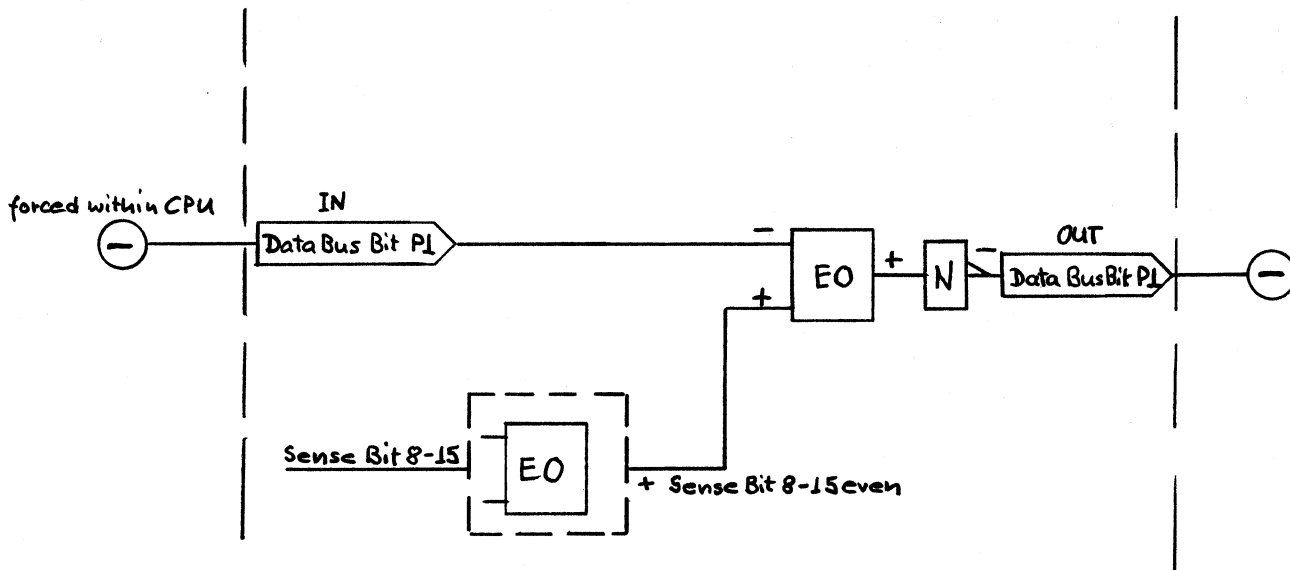 forced within CPU
IN
Data Bus Bit P1
−
−
EO
+
+
N
−
OUT
Data Bus Bit P1
−
Sense Bit 8-15
EO
+ Sense Bit 8-15 even